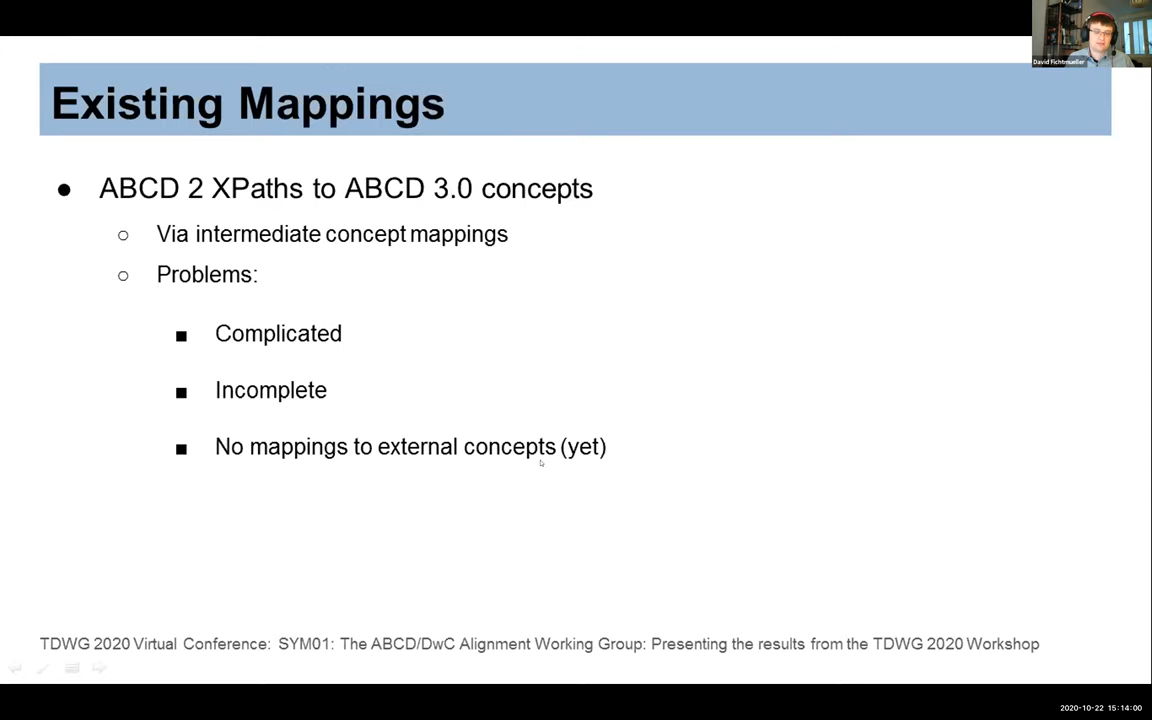 David Fichtmueller
Existing Mappings
● ABCD 2 XPaths to ABCD 3.0 concepts
○ Via intermediate concept mappings
○ Problems:
■ Complicated
■ Incomplete
■ No mappings to external concepts (yet)
TDWG 2020 Virtual Conference: SYM01: The ABCD/DwC Alignment Working Group: Presenting the results from the TDWG 2020 Workshop
2020-10-22 15:14:00